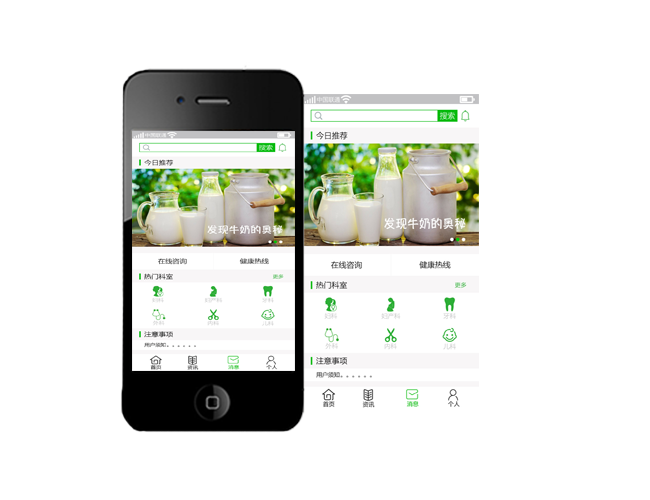 中国联通
搜索
今日推荐
发现牛奶的奥秘
在线咨询
健康热线
热门科室
更多
妇科
妇产科
牙科
外科
内科
儿科
注意事项
用户须知。。。。。。
首页
资讯
消息
个人
中国联通
搜索
今日推荐
发现牛奶的奥秘
在线咨询
健康热线
热门科室
更多
妇科
妇产科
牙科
外科
内科
儿科
注意事项
用户须知。。。。。。
首页
资讯
消息
个人